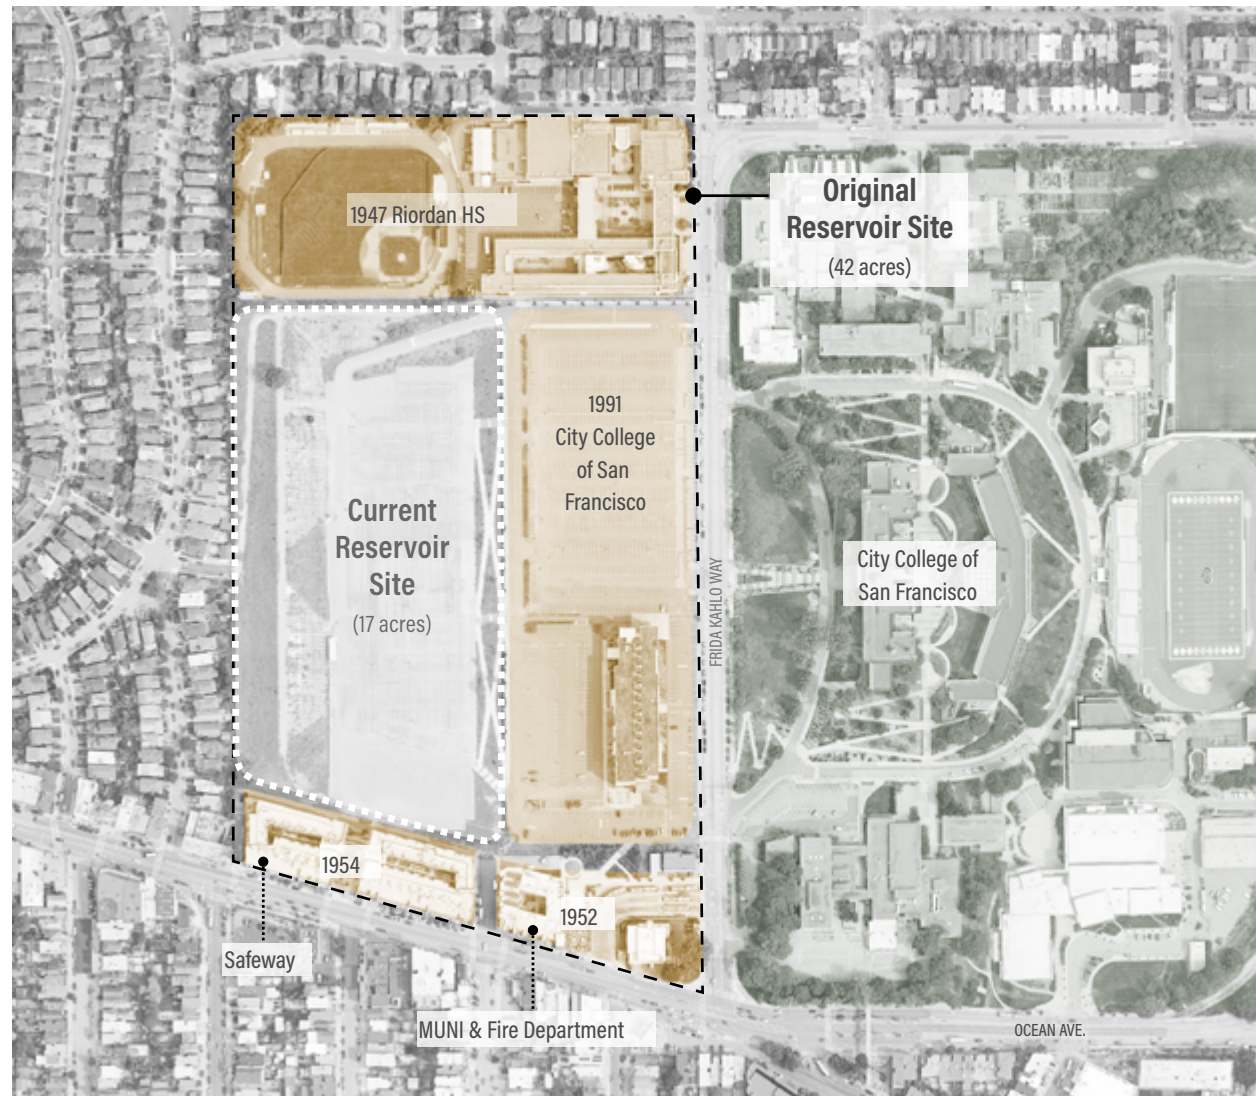 1947 Riordan HS
Original
Reservoir Site
(42 acres)
1991
City College
of San
Francisco
Current
Reservoir
Site
(17 acres)
FRIDA KAHLO WAY
City College of
San Francisco
1954
1952
Safeway
MUNI & Fire Department
OCEAN AVE.